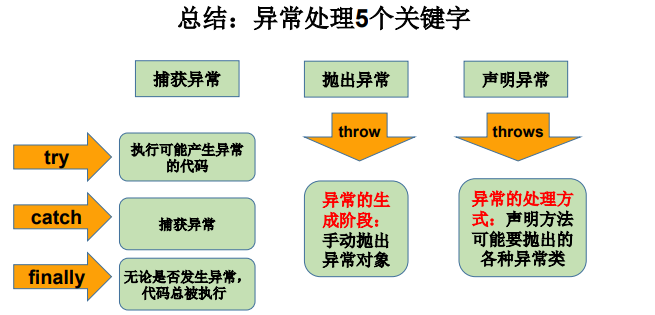 总结：异常处理5个关键字
捕获异常
try
执行可能产生异常
的代码
catch
捕获异常
finally
无论是否发生异常，
代码总被执行
抛出异常
throw
异常的生
成阶段：
手动抛出
异常对象
声明异常
throws
异常的处理方
式：声明方法
可能要抛出的
各种异常类